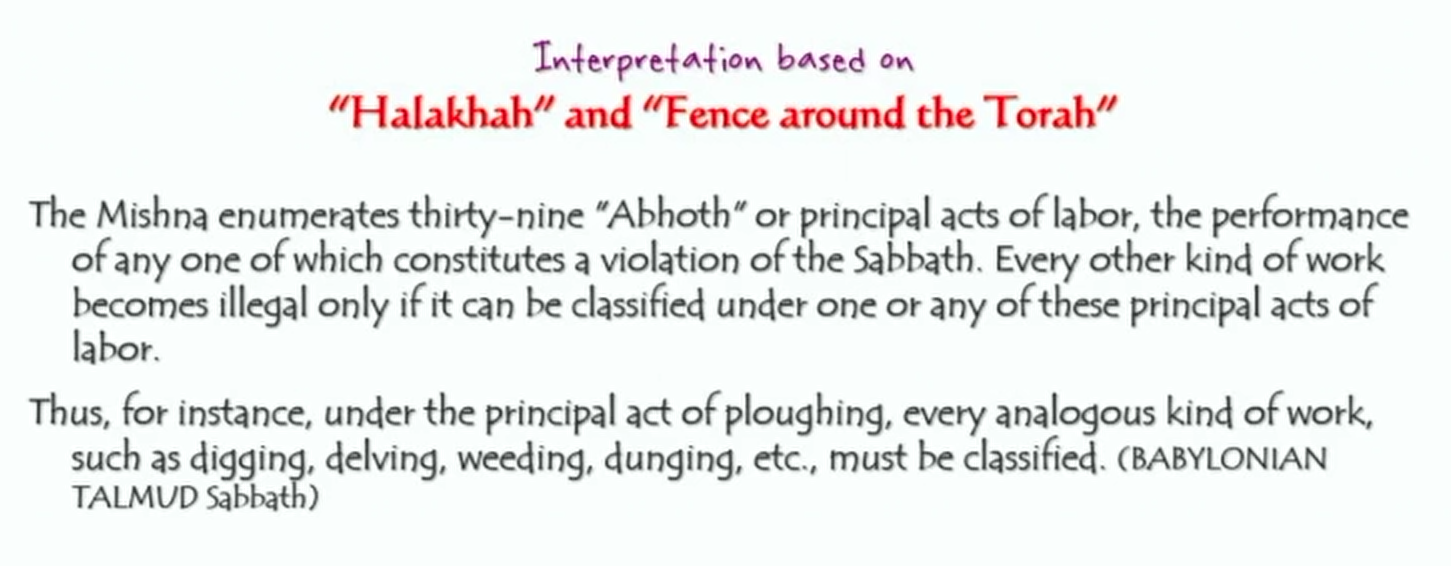 Interpretation based on
“Halakhah” and “Fence around the Torah”
The Mishna enumerates thirty-nine “Abhoth” or principal acts of labor, the performance
of any one of which constitutes a violation of the Sabbath. Every other kind of work
becomes illegal only if it can be classified under one or any of these principal acts of
labor.
Thus, for instance, under the principal act of ploughing, every analogous kind of work,
such as digging, delving, weeding, dunging, etc., must be classified. (BABYLONIAN
TALMUD Sabbath)